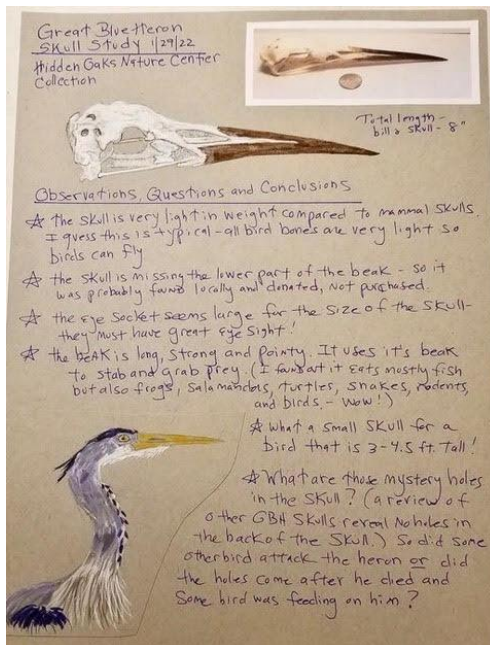 Great Blue Heron
Skull Study 1/29/22
Hidden Oaks Nature Center
Collection
Total length -
bill & skull - 8"
Observations, Questions and Conclusions
☆ the skull is very light in weight compared to mammal skulls.
I guess this is typical - all bird bones are very light so
birds can fly
☆ the skull is missing the lower part of the beak - so it
was probably found locally and donated, not purchased.
☆ the eye socket seems large for the size of the skull-
they must have great eye sight!
☆ the beak is long, strong and pointy. It uses it's beak
to stab and grab prey. (I found out it eats mostly fish
but also frogs, salamanders, turtles, snakes, rodents,
and birds. - Wow!)
☆ What a small skull for a
bird that is 3-4.5 ft. Tall!
☆ What are those mystery holes
in the skull? (a review of
other GBH skulls reveal no holes in
the back of the skull.) So did some
other bird attack the heron or did
the holes come after he died and
some bird was feeding on him?